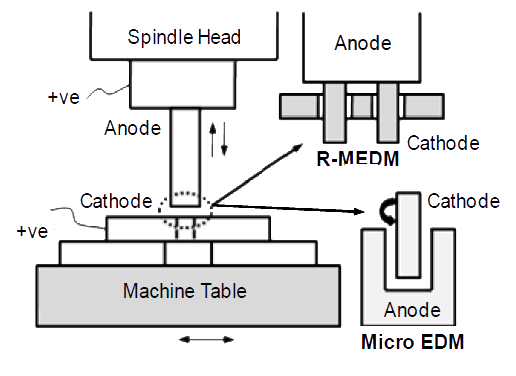 Spindle Head
Anode
+ve
Anode
Cathode
R-MEDM
Cathode
Cathode
+ve
Machine Table
Anode
Micro EDM